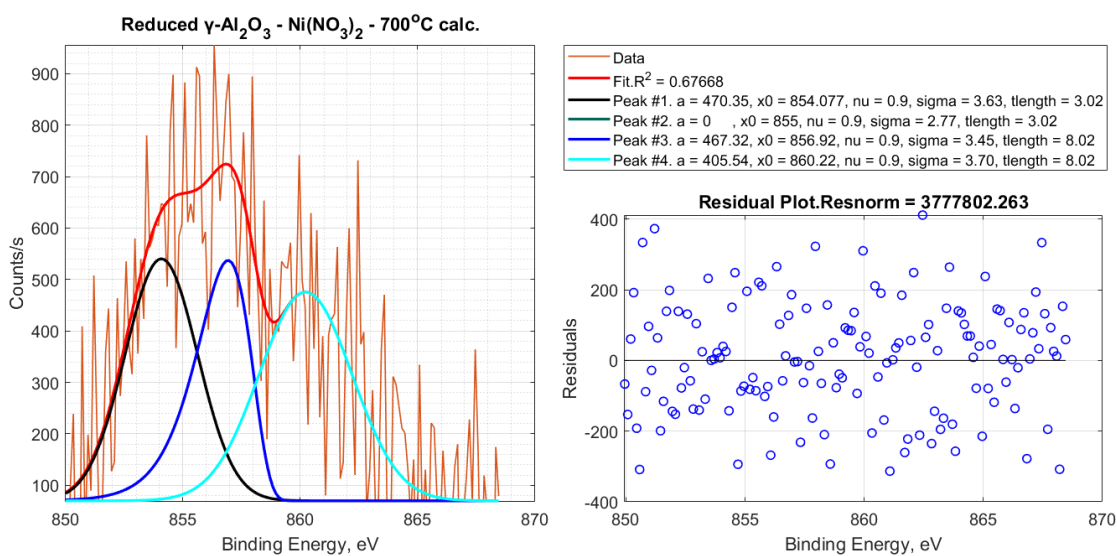 Reduced γ-Al2O3 - Ni(NO3)2 - 700oC calc.
Counts/s
900
800
700
600
500
400
300
200
100
850
855
860
865
870
Binding Energy, eV
Data
Fit.R2 = 0.67668
Peak #1. a = 470.35, x0 = 854.077, nu = 0.9, sigma = 3.63, tlength = 3.02
Peak #2. a = 0 , x0 = 855, nu = 0.9, sigma = 2.77, tlength = 3.02
Peak #3. a = 467.32, x0 = 856.92, nu = 0.9, sigma = 3.45, tlength = 8.02
Peak #4. a = 405.54, x0 = 860.22, nu = 0.9, sigma = 3.70, tlength = 8.02
Residual Plot.Resnorm = 3777802.263
Residuals
400
200
0
-200
-400
850
855
860
865
870
Binding Energy, eV